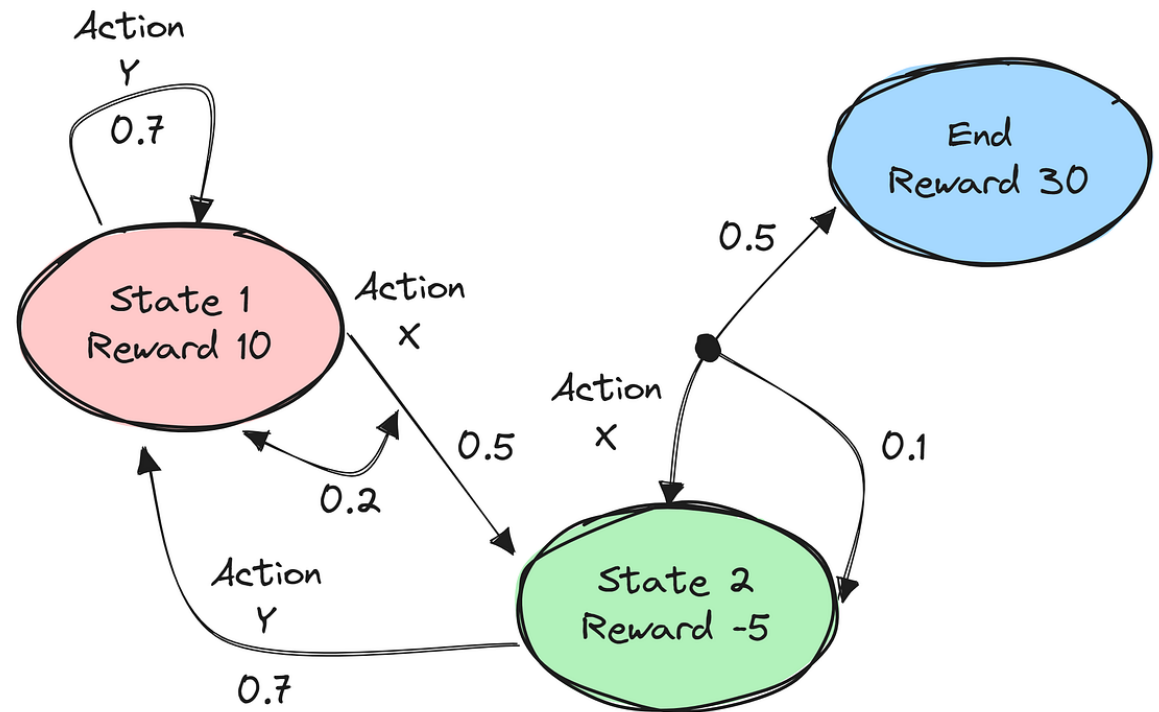 Action
Y
0.7
State 1
Reward 10
Action
X
0.5
0.2
Action
Y
0.7
End
Reward 30
0.5
Action
X
0.1
State 2
Reward -5